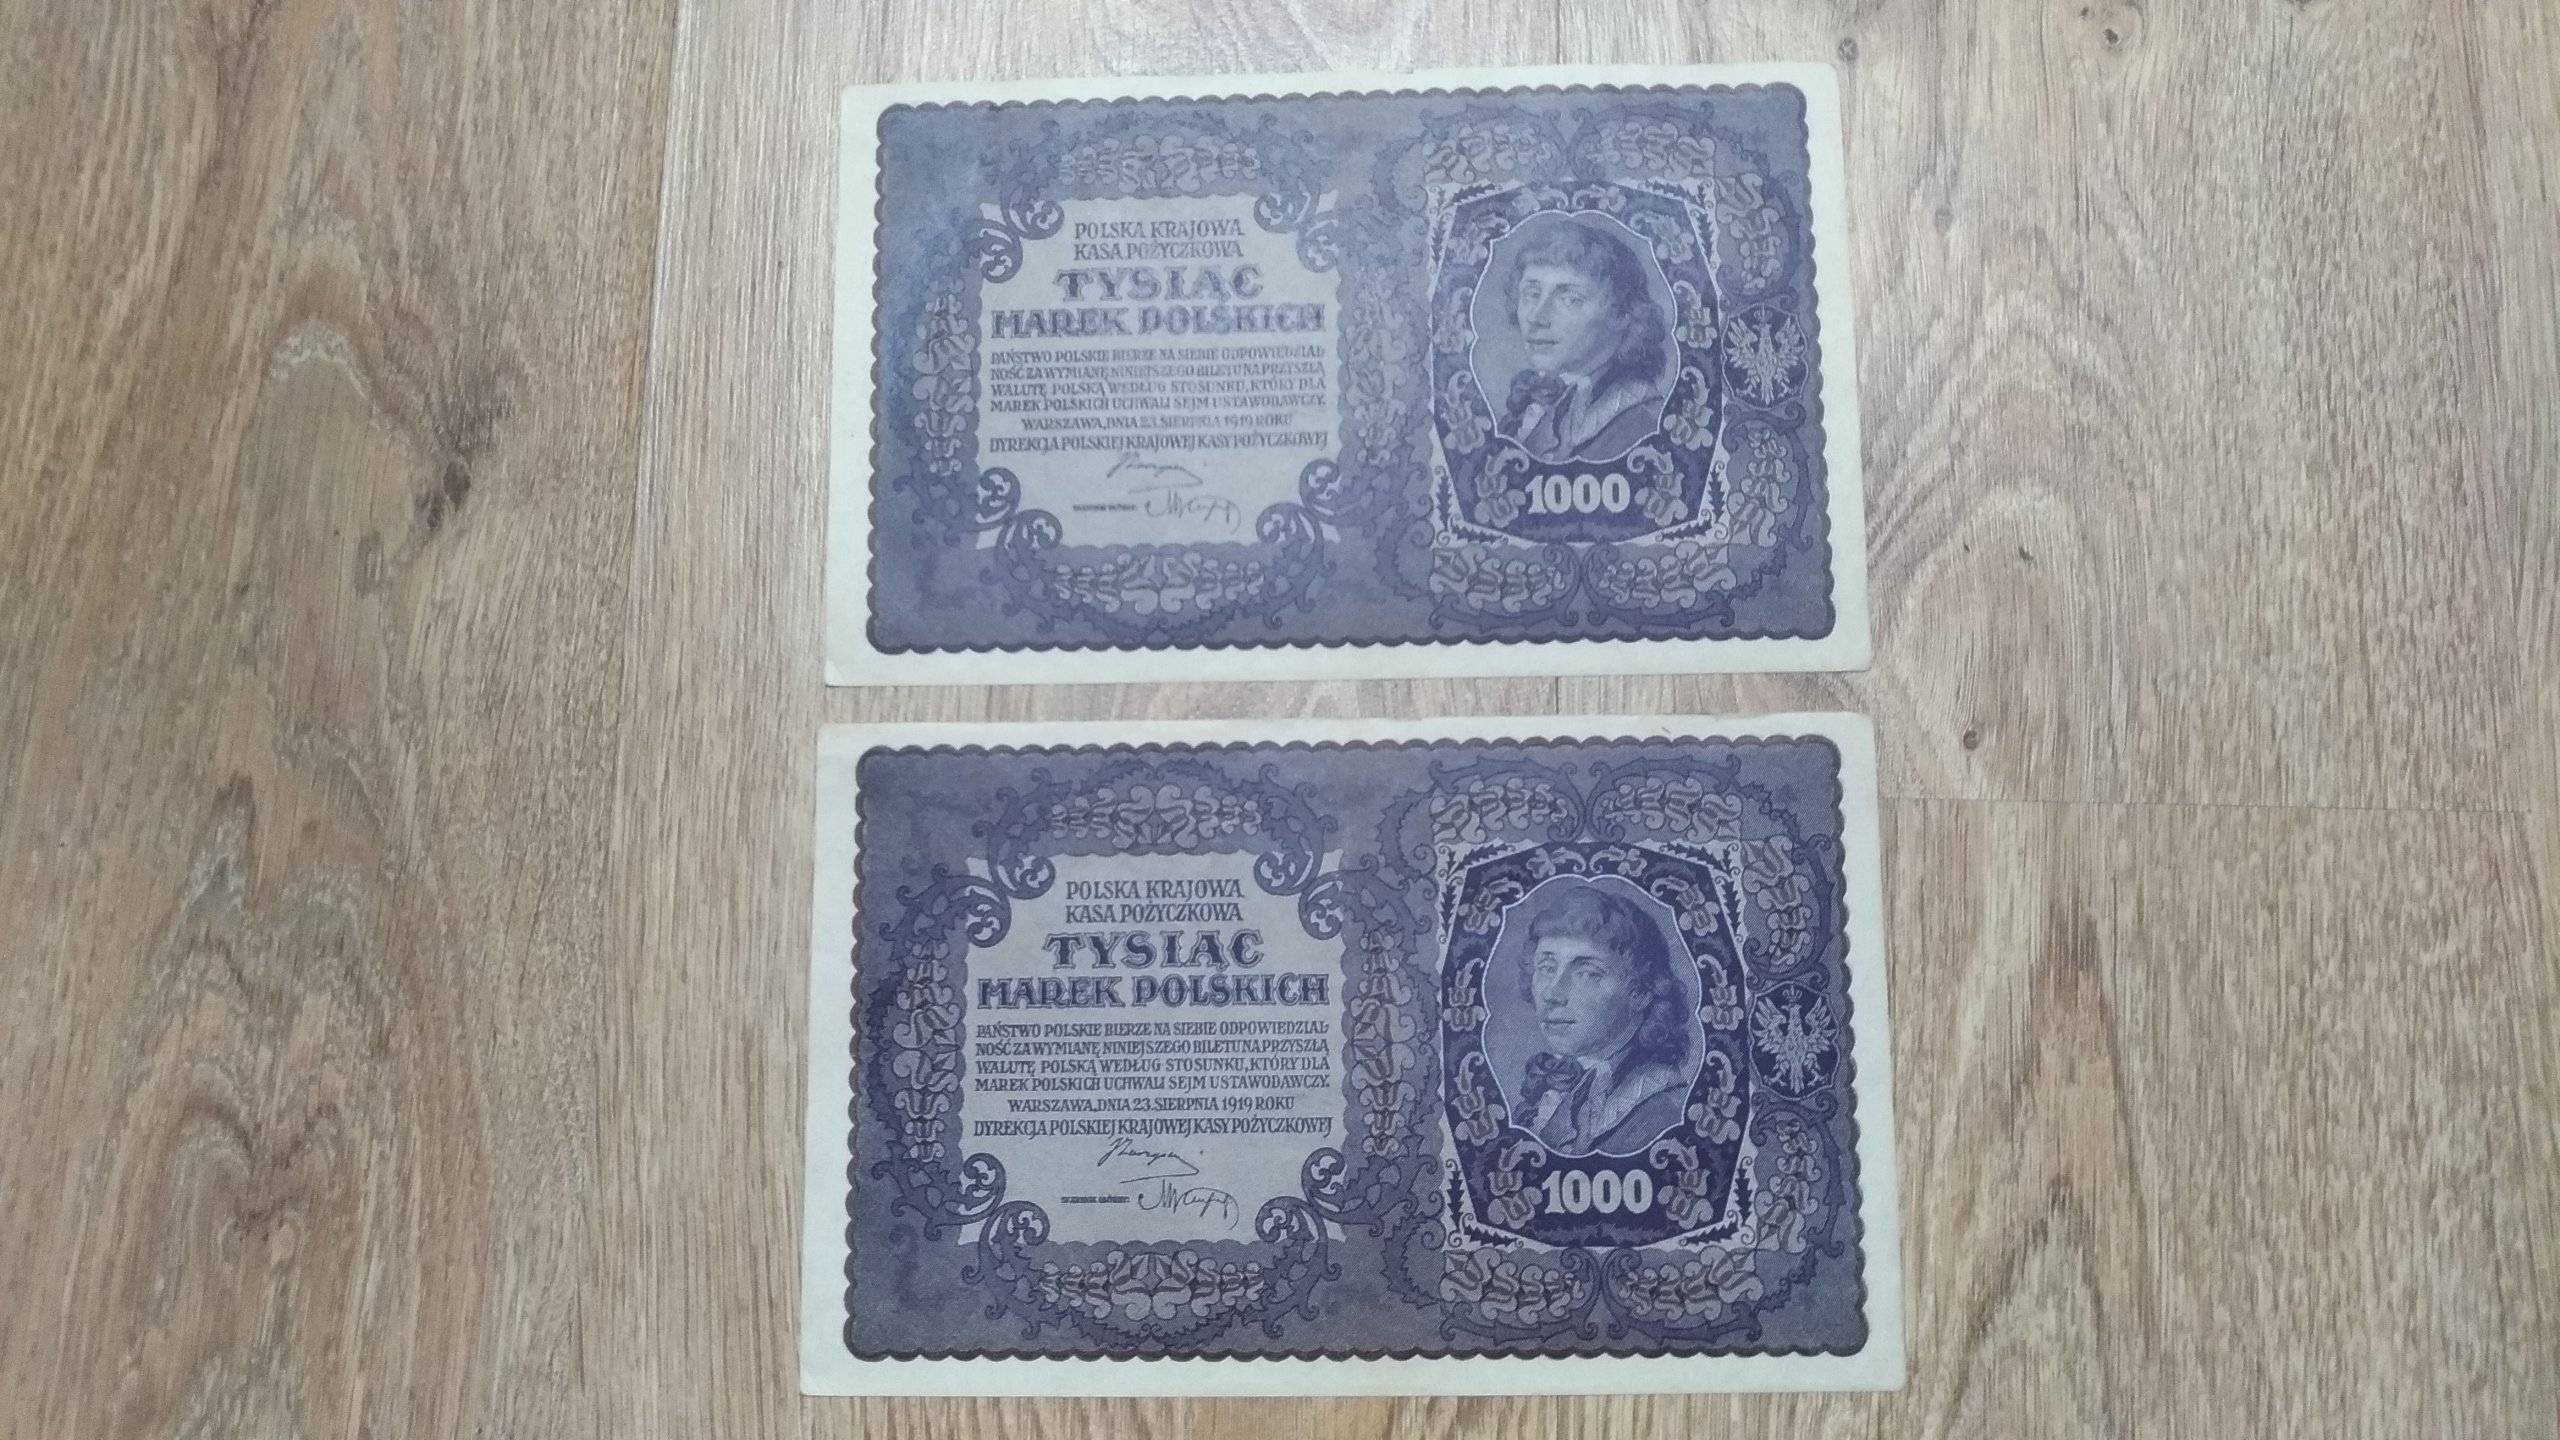 POLSKA KRAJOWA
KASA POŻYCZKOWA
TYSIĄC
MAREK POLSKICH
PAŃSTWO POLSKIE BIERZE NA SIEBIE ODPOWIEDZIAL-
NOŚĆ ZA WYMIANĘ NINIEJSZEGO BILETU NA PRZYSZŁĄ
WALUTĘ POLSKĄ WEDŁUG STOSUNKU, KTÓRY DLA
MAREK POLSKICH UCHWALI SEJM USTAWODAWCZY.
WARSZAWA, DNIA 23. SIERPNIA 1919 ROKU
DYREKCJA POLSKIEJ KRAJOWEJ KASY POŻYCZKOWEJ
1000
POLSKA KRAJOWA
KASA POŻYCZKOWA
TYSIĄC
MAREK POLSKICH
PAŃSTWO POLSKIE BIERZE NA SIEBIE ODPOWIEDZIAL-
NOŚĆ ZA WYMIANĘ NINIEJSZEGO BILETU NA PRZYSZŁĄ
WALUTĘ POLSKĄ WEDŁUG STOSUNKU, KTÓRY DLA
MAREK POLSKICH UCHWALI SEJM USTAWODAWCZY.
WARSZAWA, DNIA 23. SIERPNIA 1919 ROKU
DYREKCJA POLSKIEJ KRAJOWEJ KASY POŻYCZKOWEJ
1000